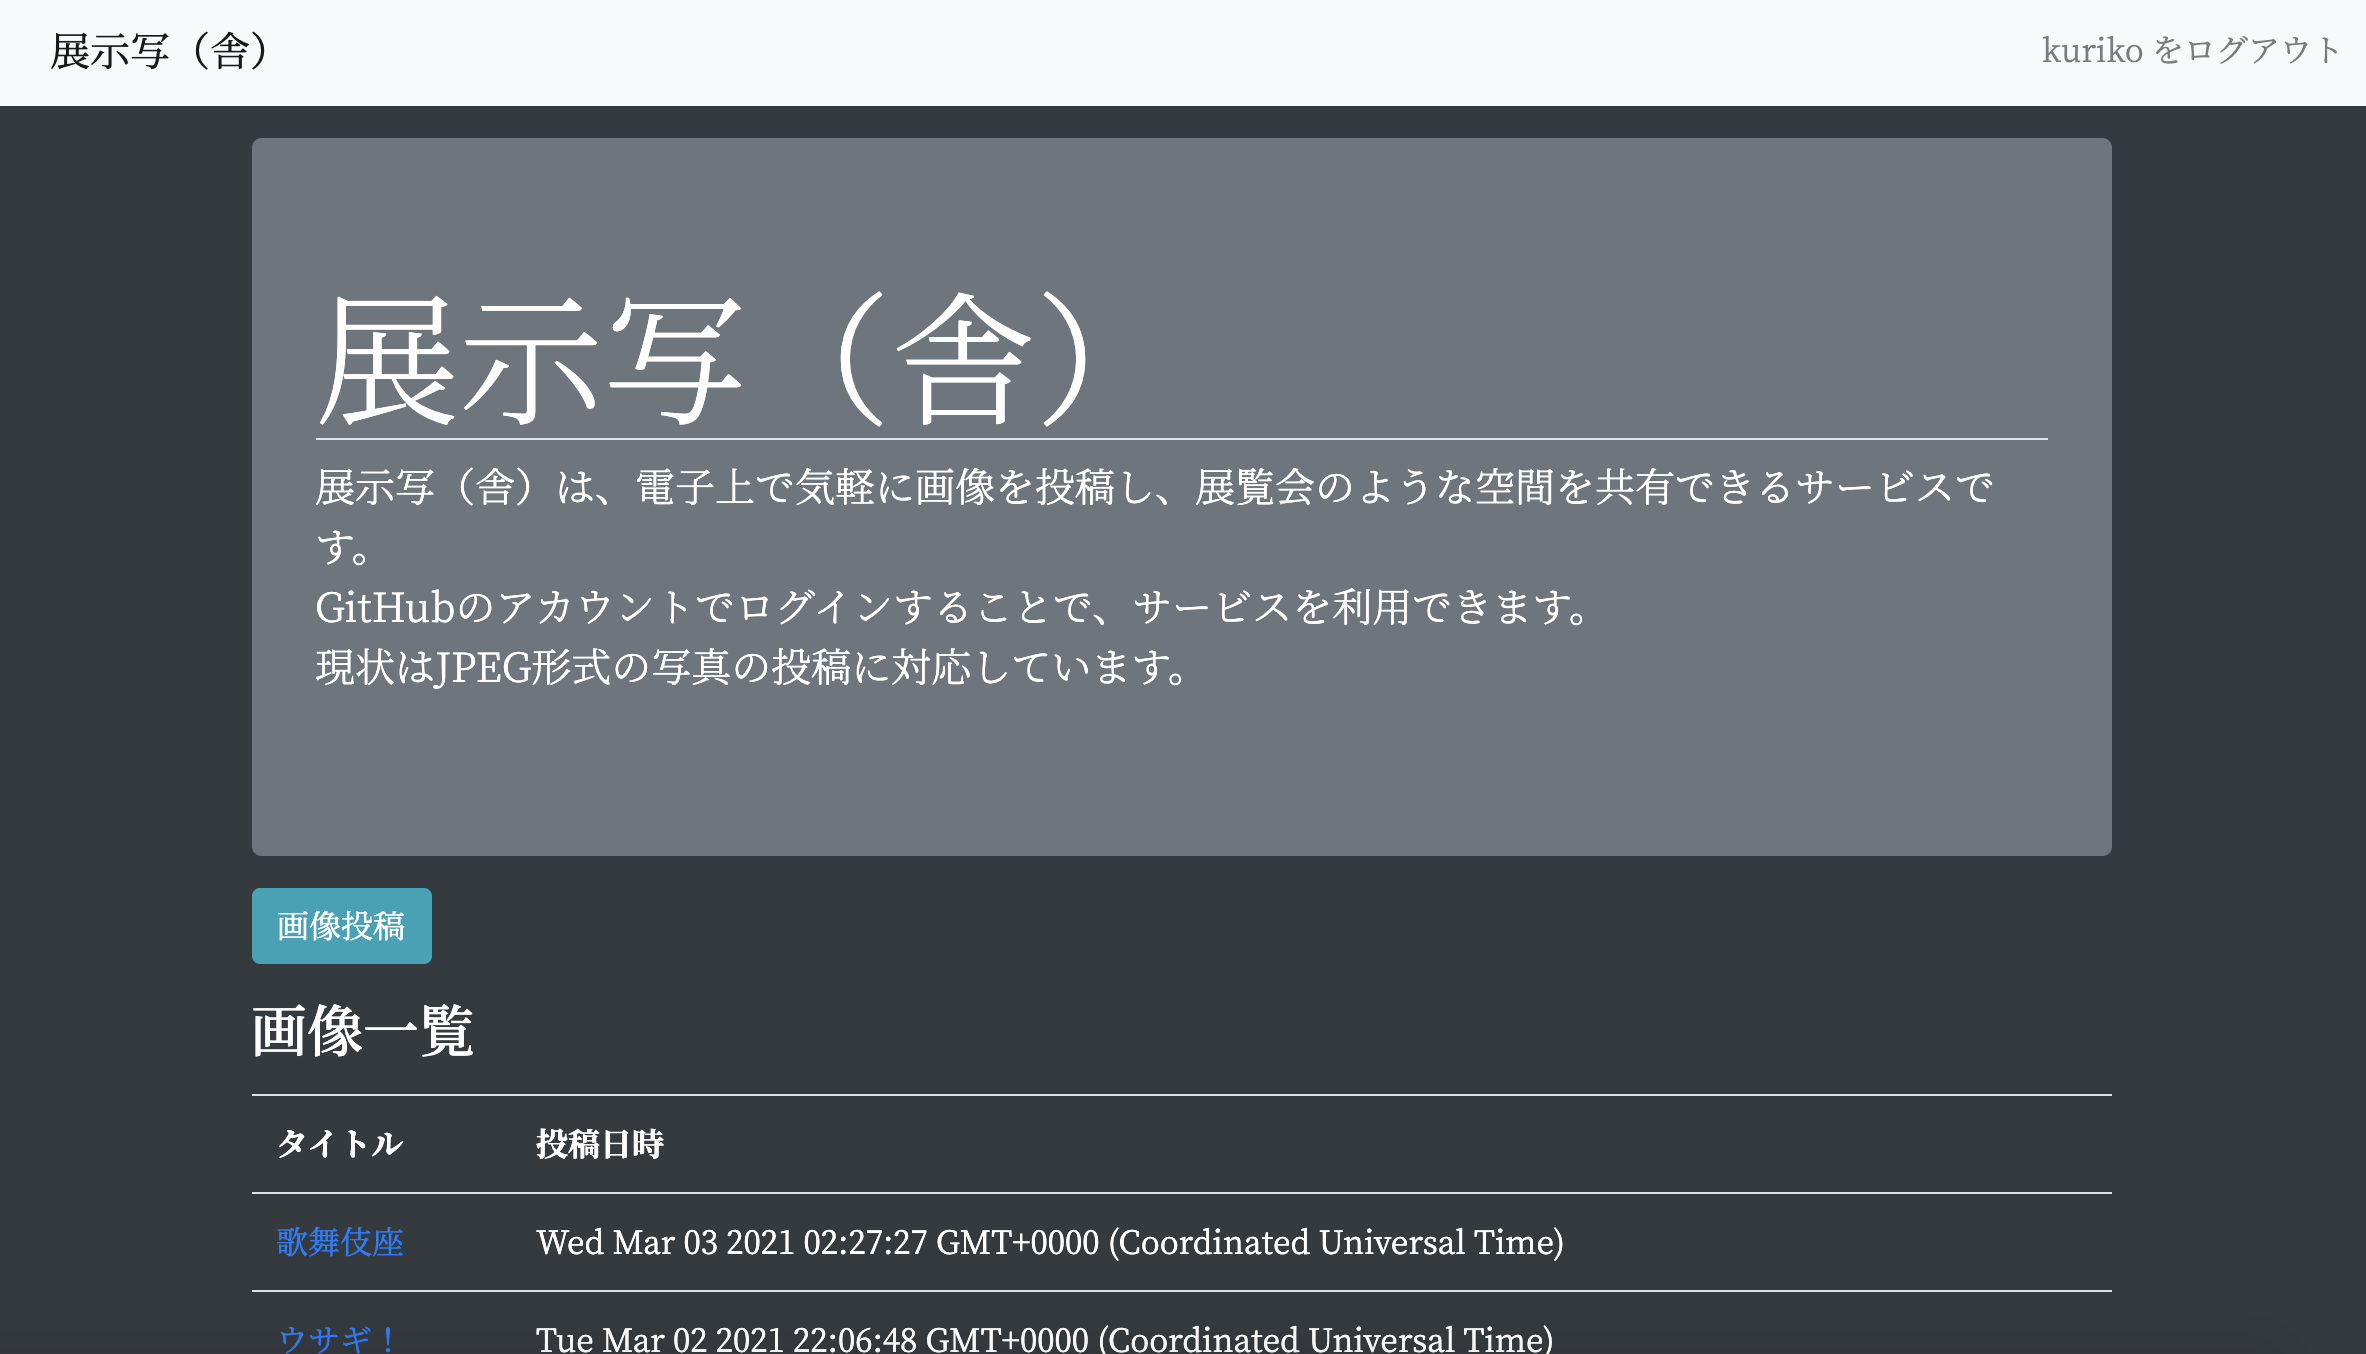 展示写（舎）
kuriko をログアウト
展示写（舎）
展示写（舎）は、電子上で気軽に画像を投稿し、展覧会のような空間を共有できるサービスで
す。
GitHubのアカウントでログインすることで、サービスを利用できます。
現状はJPEG形式の写真の投稿に対応しています。
画像投稿
画像一覧
タイトル 投稿日時
歌舞伎座 Wed Mar 03 2021 02:27:27 GMT+0000 (Coordinated Universal Time)
ウサギ！ Tue Mar 02 2021 22:06:48 GMT+0000 (Coordinated Universal Time)